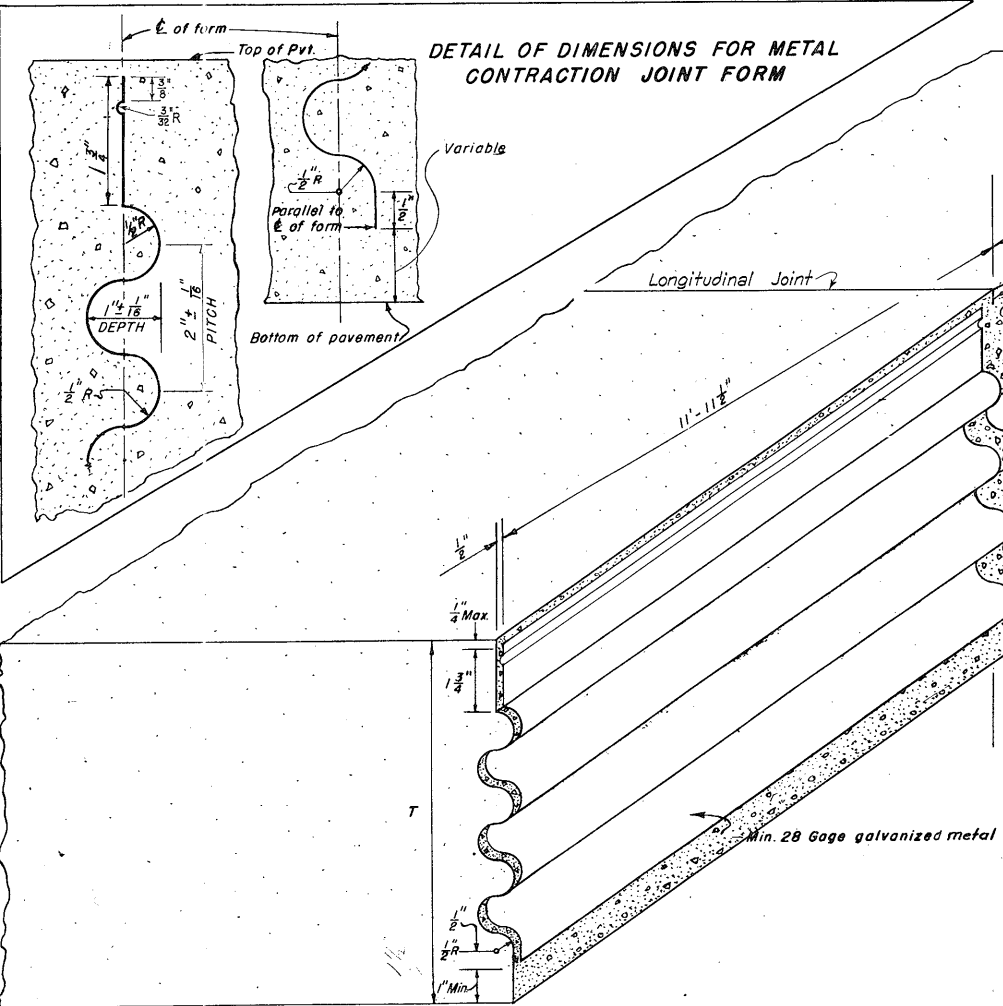 ℄ of form
Top of Pvt.
DETAIL OF DIMENSIONS FOR METAL
CONTRACTION JOINT FORM
3/8"
3/32"R
1 3/4"
1/2"R
1"± 1/16"
DEPTH
2"± 1/16"
PITCH
1/2"R
Variable
1/2"R
Parallel to
℄ of form
1/2"
Bottom of pavement
Longitudinal Joint
11'-11 1/2"
1/2"
1/4" Max.
1 3/4"
T
Min. 28 Gage galvanized metal
1/2"
1/2"R
1" Min.